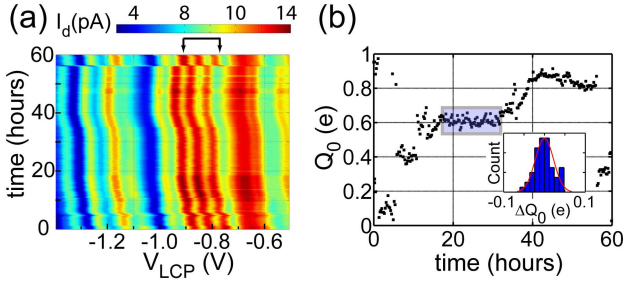 (a)
I_d(pA) 4 8 10 14
60
40
20
0
time (hours)
-1.2 -1.0 -0.8 -0.6
V_LCP (V)
(b)
1
0.8
0.6
0.4
0.2
0
Q_0 (e)
Count
-0.1 0.1
ΔQ_0 (e)
0 20 40 60
time (hours)